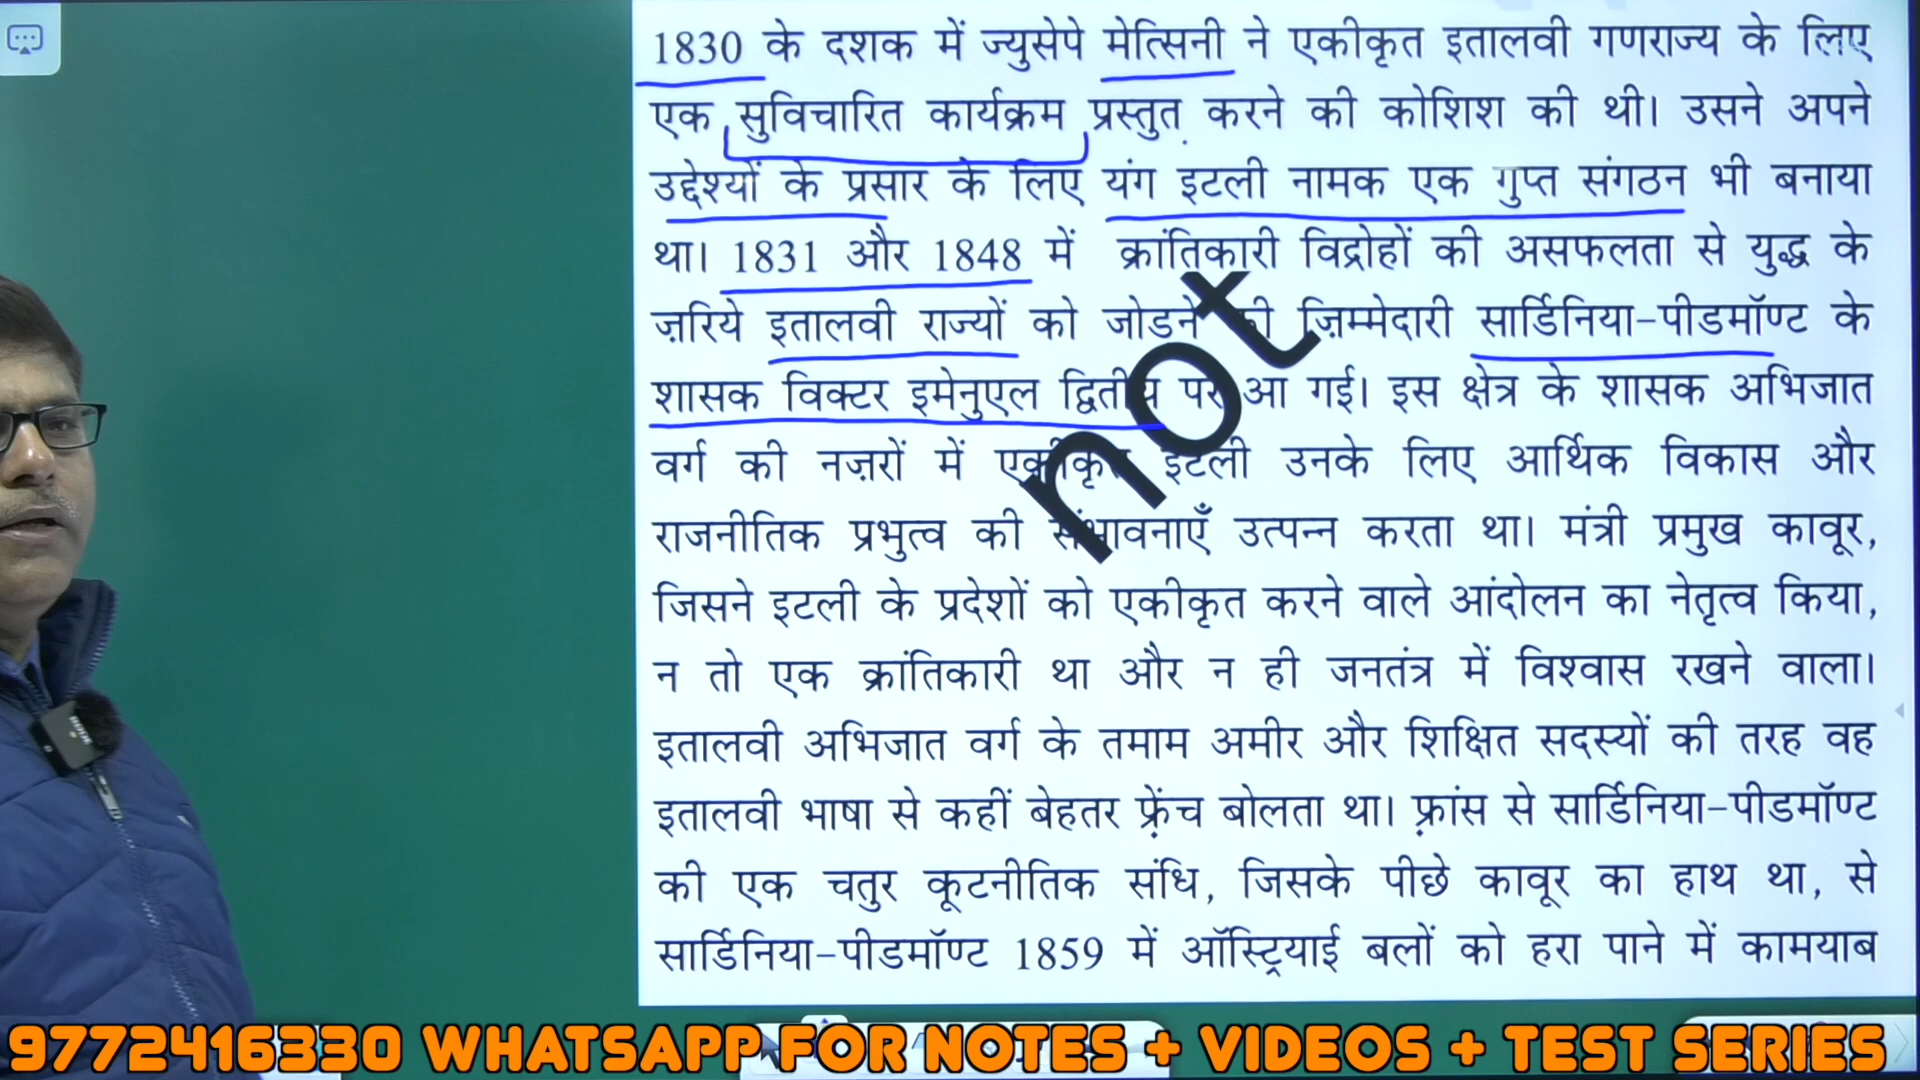 1830 के दशक में ज्युसेपे मेत्सिनी ने एकीकृत इतालवी गणराज्य के लिए
एक सुविचारित कार्यक्रम प्रस्तुत करने की कोशिश की थी। उसने अपने
उद्देश्यों के प्रसार के लिए यंग इटली नामक एक गुप्त संगठन भी बनाया
था। 1831 और 1848 में क्रांतिकारी विद्रोहों की असफलता से युद्ध के
ज़रिये इतालवी राज्यों को जोडने की ज़िम्मेदारी सार्डिनिया-पीडमॉण्ट के
शासक विक्टर इमेनुएल द्वितीय पर आ गई। इस क्षेत्र के शासक अभिजात
वर्ग की नज़रों में एकीकृत इटली उनके लिए आर्थिक विकास और
राजनीतिक प्रभुत्व की संभावनाएँ उत्पन्न करता था। मंत्री प्रमुख कावूर,
जिसने इटली के प्रदेशों को एकीकृत करने वाले आंदोलन का नेतृत्व किया,
न तो एक क्रांतिकारी था और न ही जनतंत्र में विश्वास रखने वाला।
इतालवी अभिजात वर्ग के तमाम अमीर और शिक्षित सदस्यों की तरह वह
इतालवी भाषा से कहीं बेहतर फ़्रेंच बोलता था। फ़्रांस से सार्डिनिया-पीडमॉण्ट
की एक चतुर कूटनीतिक संधि, जिसके पीछे कावूर का हाथ था, से
सार्डिनिया-पीडमॉण्ट 1859 में ऑस्ट्रियाई बलों को हरा पाने में कामयाब
not
9772416330 WHATSAPP FOR NOTES + VIDEOS + TEST SERIES